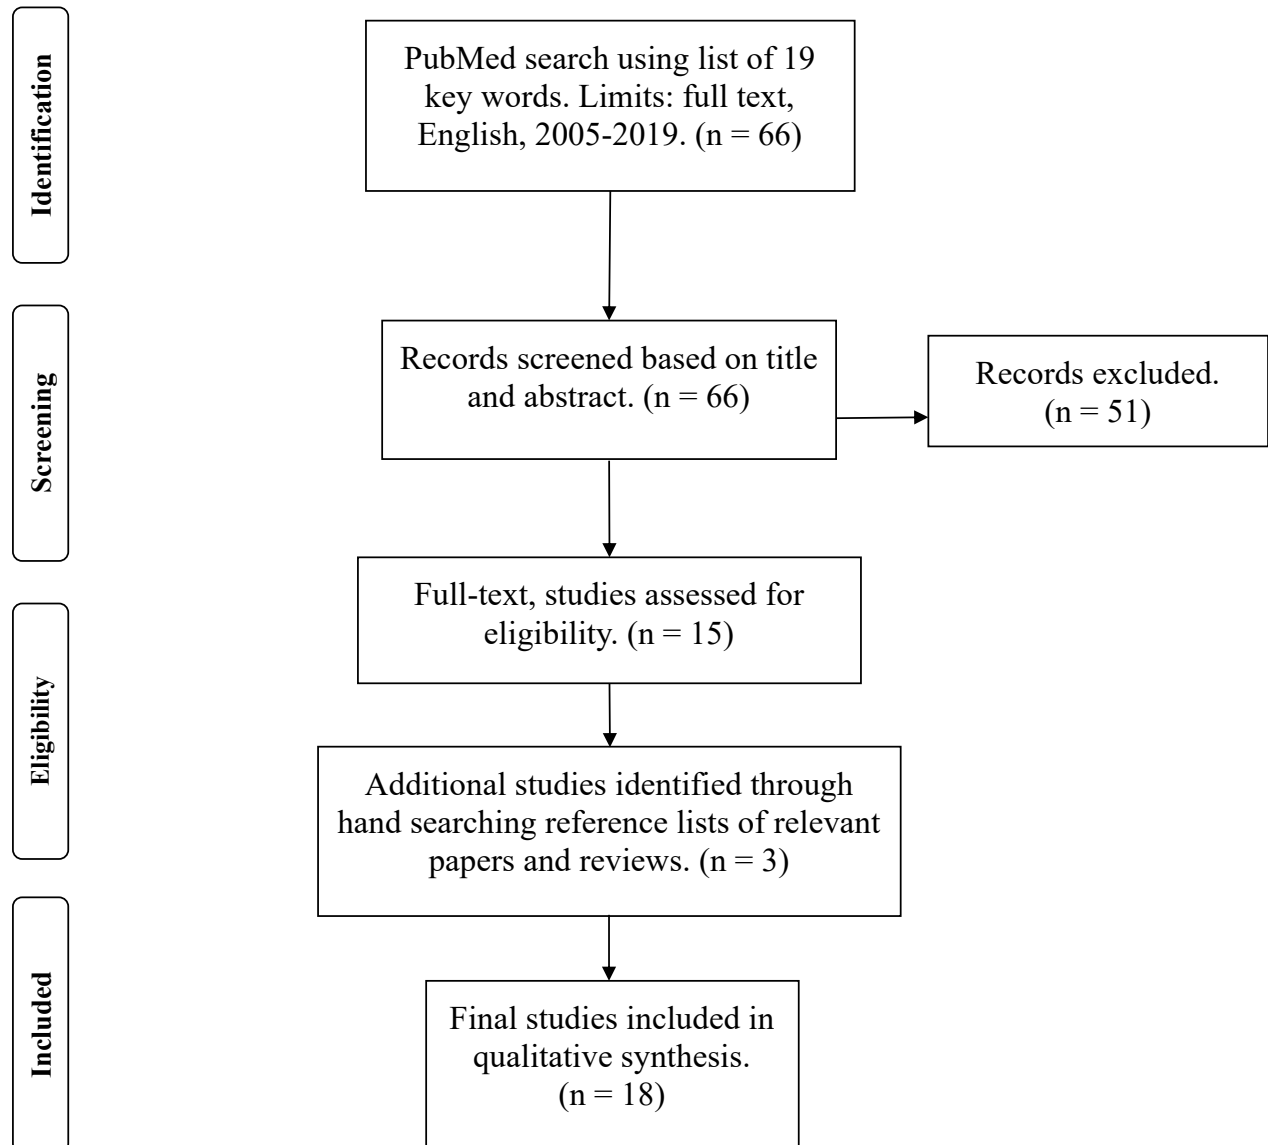 Identification
PubMed search using list of 19
key words. Limits: full text,
English, 2005-2019. (n = 66)
Screening
Records screened based on title
and abstract. (n = 66)
Records excluded.
(n = 51)
Eligibility
Full-text, studies assessed for
eligibility. (n = 15)
Additional studies identified through
hand searching reference lists of relevant
papers and reviews. (n = 3)
Included
Final studies included in
qualitative synthesis.
(n = 18)